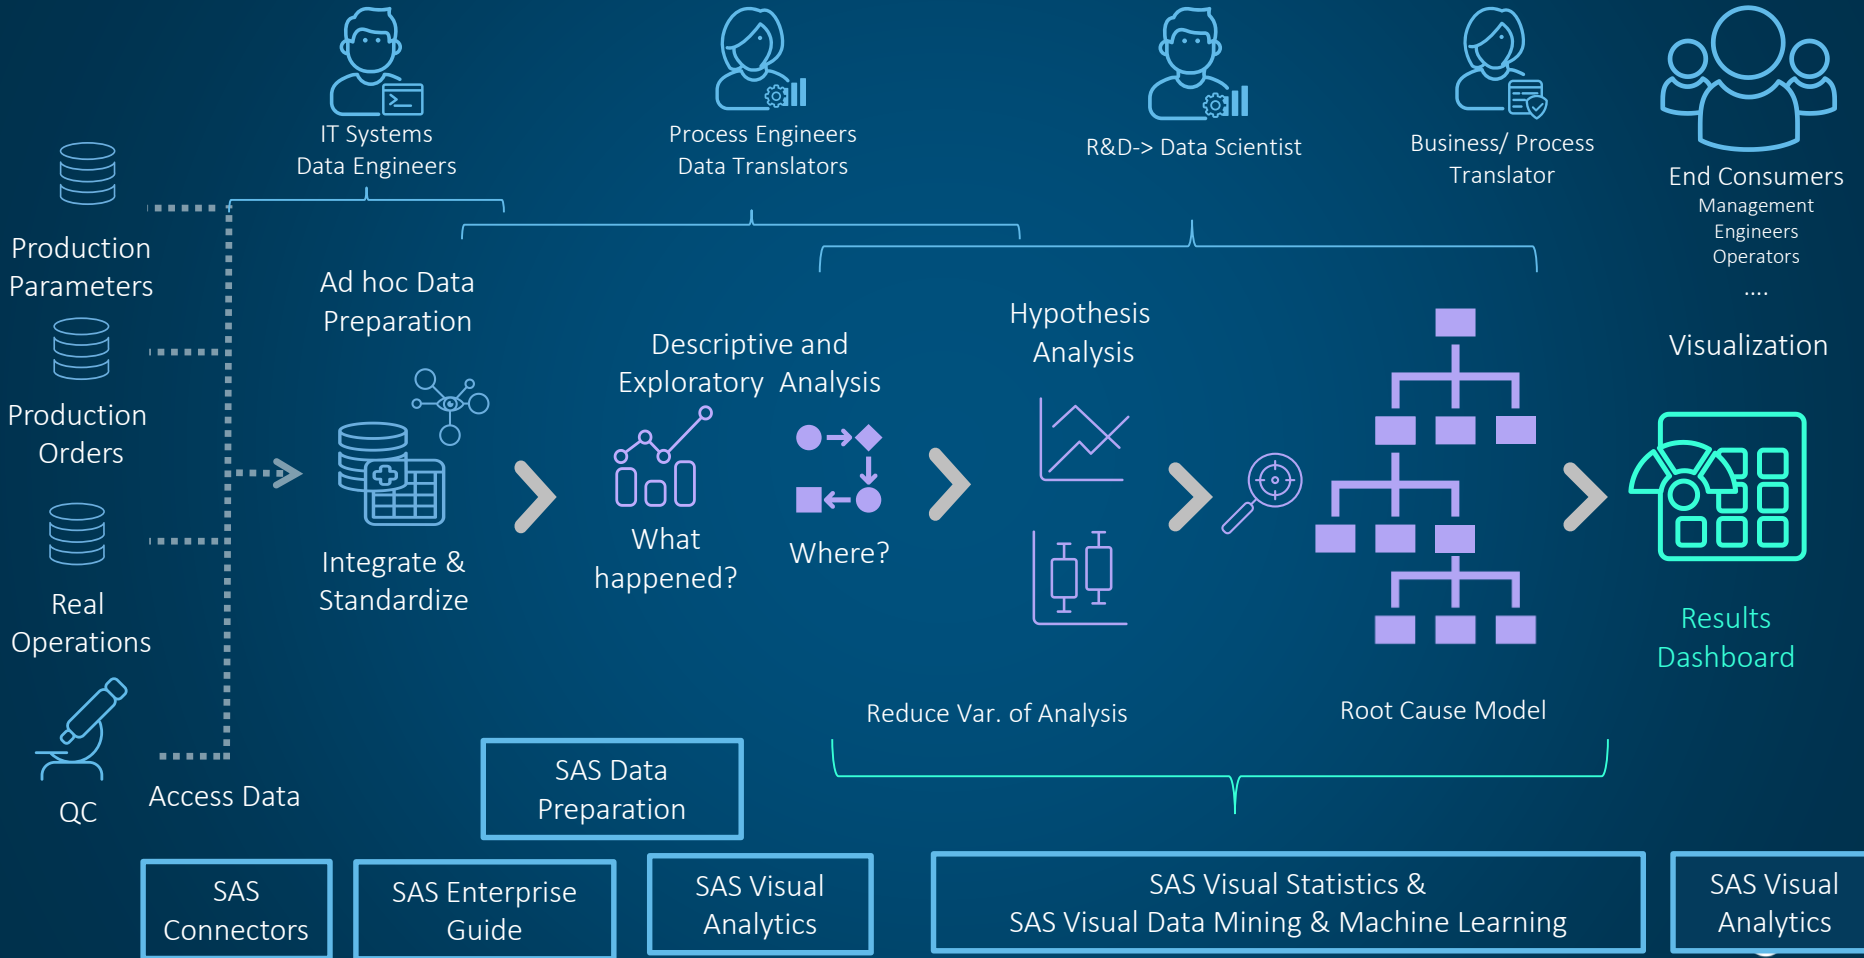 IT Systems
Data Engineers
Process Engineers
Data Translators
R&D-> Data Scientist
Business/ Process
Translator
End Consumers
Management
Engineers
Operators
....
Production
Parameters
Production
Orders
Real
Operations
QC
Access Data
Ad hoc Data
Preparation
Integrate &
Standardize
Descriptive and
Exploratory Analysis
What
happened?
Where?
Hypothesis
Analysis
Visualization
Results
Dashboard
Reduce Var. of Analysis
Root Cause Model
SAS Data
Preparation
SAS
Connectors
SAS Enterprise
Guide
SAS Visual
Analytics
SAS Visual Statistics &
SAS Visual Data Mining & Machine Learning
SAS Visual
Analytics